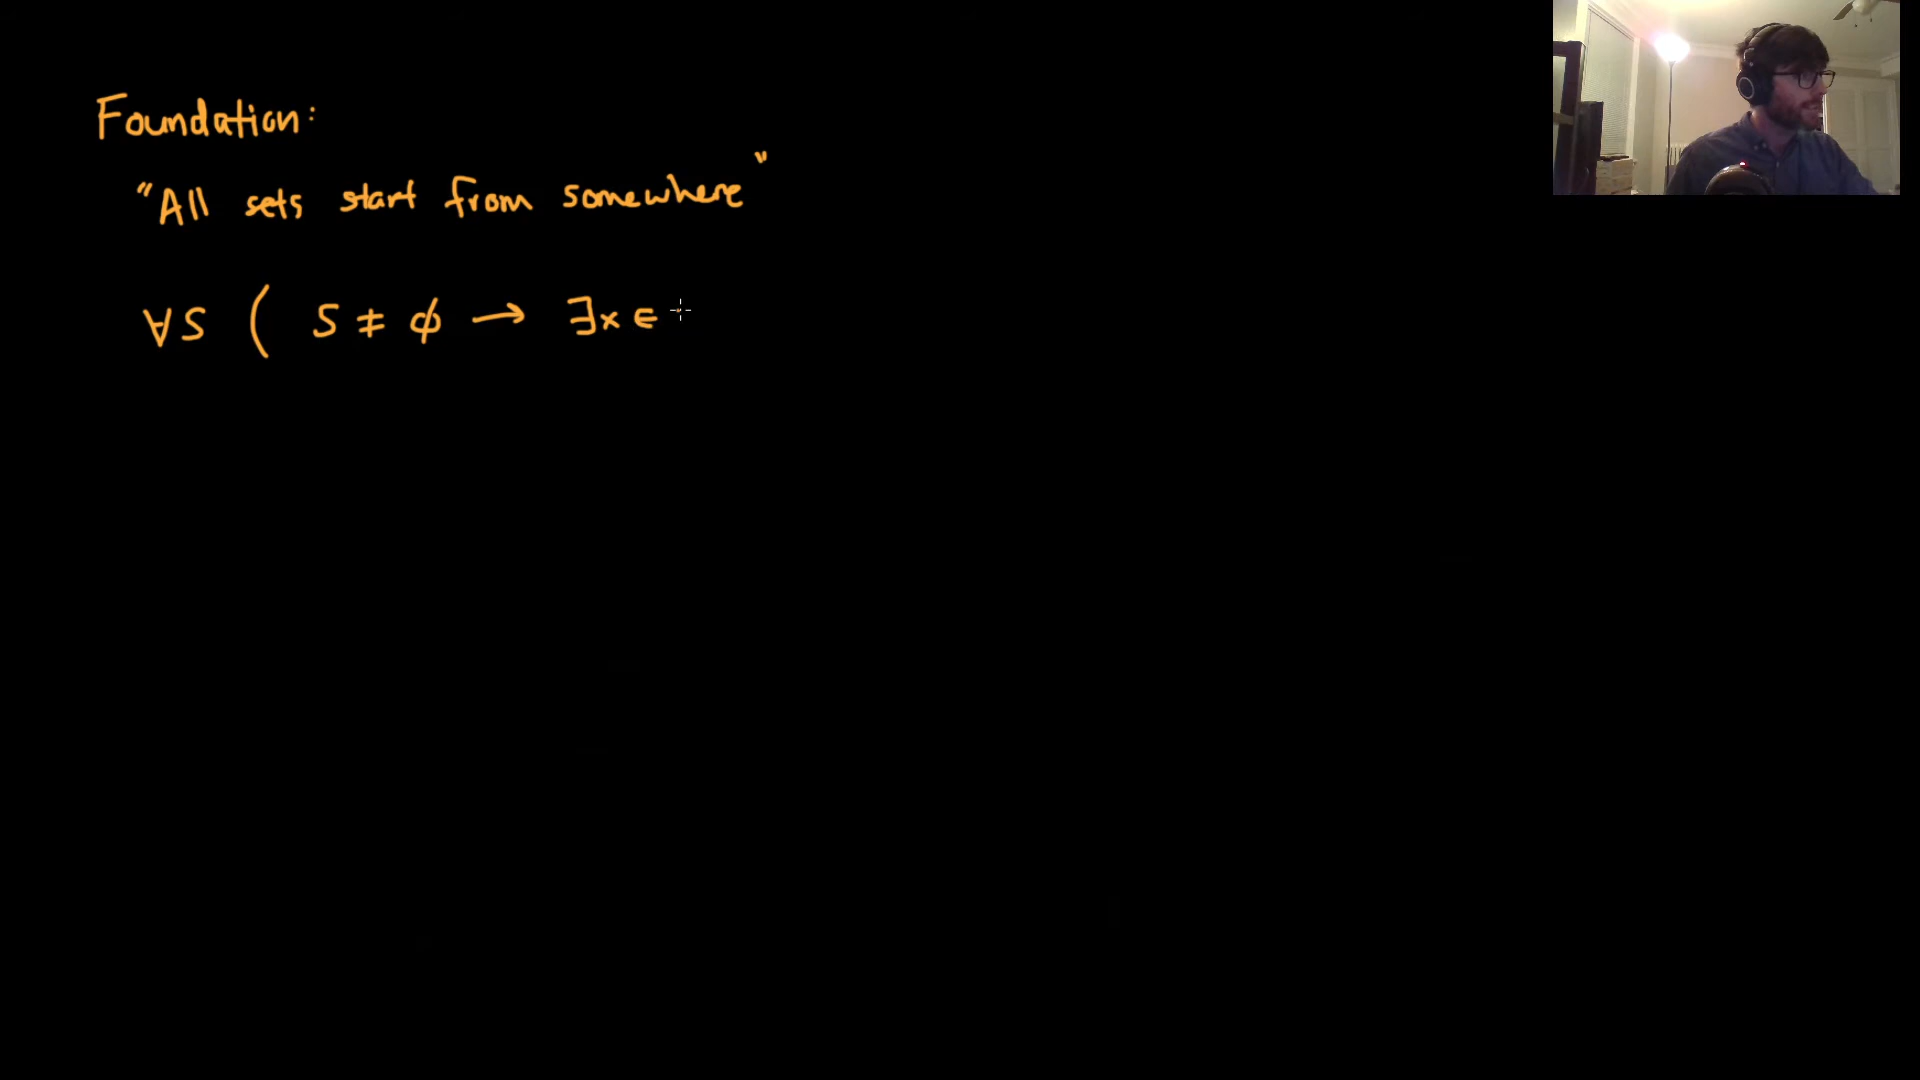 Foundation:
"All sets start from somewhere"
∀S ( S ≠ ϕ → ∃x ∈